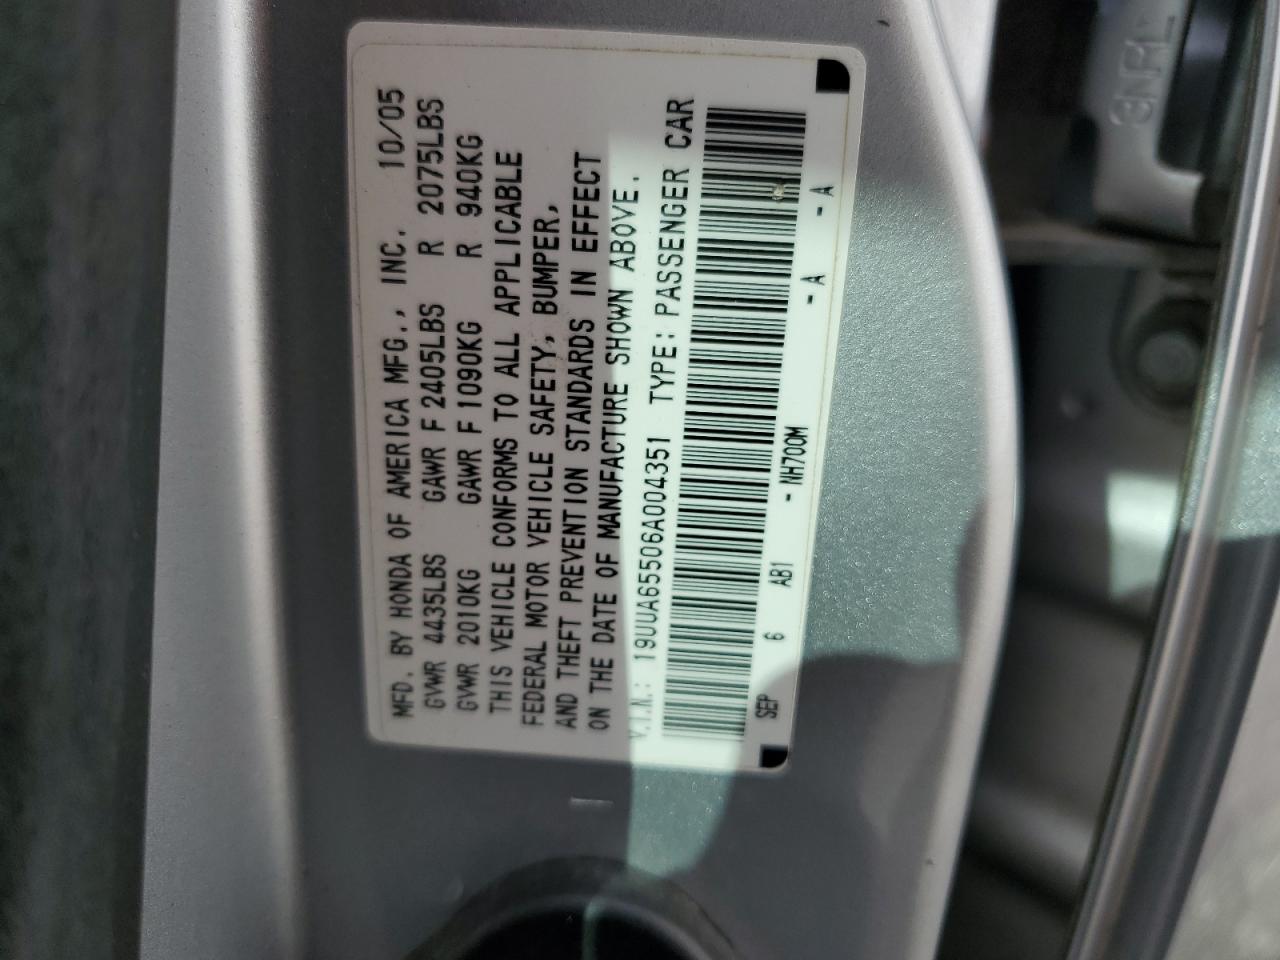 MFD. BY HONDA OF AMERICA MFG., INC. 10/05
GVWR 4435LBS GAWR F 2405LBS R 2075LBS
GVWR 2010KG GAWR F 1090KG R 940KG
THIS VEHICLE CONFORMS TO ALL APPLICABLE
FEDERAL MOTOR VEHICLE SAFETY, BUMPER,
AND THEFT PREVENTION STANDARDS IN EFFECT
ON THE DATE OF MANUFACTURE SHOWN ABOVE.
V.I.N.: 19UUA65506A004351 TYPE: PASSENGER CAR
SEP 6 AB1 - NH700M - A - A